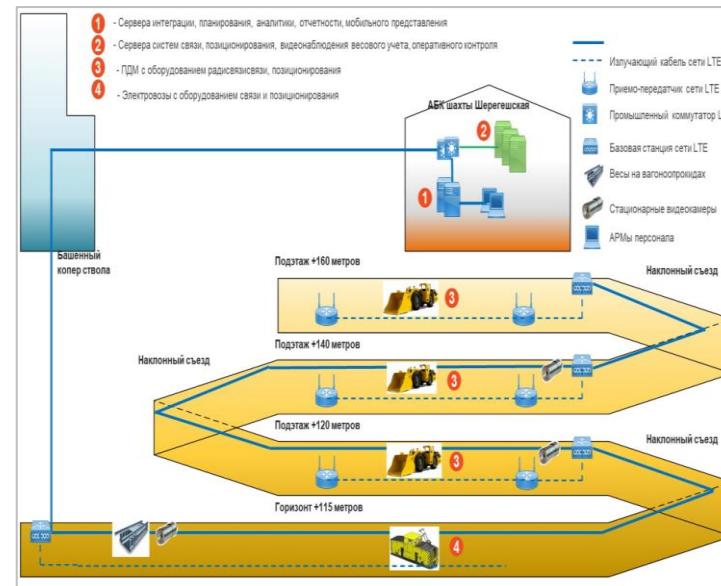 1 - Сервера интеграции, планирования, аналитики, отчетности, мобильного представления
2 - Сервера систем связи, позиционирования, видеонаблюдения весового учета, оперативного контроля
3 - ПДМ с оборудованием радисвязисвязи, позиционирования
4 - Электровозы с оборудованием связи и позиционирования
Излучающий кабель сети LTE
Приемо-передатчик сети LTE
Промышленный коммутатор L
Базовая станция сети LTE
Весы на вагоноопрокидах
Стационарные видеокамеры
АРМы персонала
АБК шахты Шерегешская
2
1
Башенный
копер ствола
Подэтаж +160 метров
Наклонный съезд
3
Подэтаж +140 метров
Наклонный съезд
3
Подэтаж +120 метров
Наклонный съезд
3
Горизонт +115 метров
4